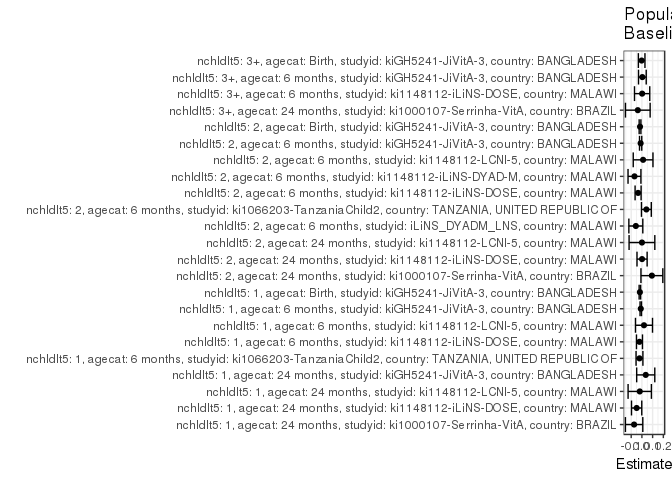 Popula
Baseli
nchldlt5: 3+, agecat: Birth, studyid: kiGH5241-JiVitA-3, country: BANGLADESH
nchldlt5: 3+, agecat: 6 months, studyid: kiGH5241-JiVitA-3, country: BANGLADESH
nchldlt5: 3+, agecat: 6 months, studyid: ki1148112-iLiNS-DOSE, country: MALAWI
nchldlt5: 3+, agecat: 24 months, studyid: ki1000107-Serrinha-VitA, country: BRAZIL
nchldlt5: 2, agecat: Birth, studyid: kiGH5241-JiVitA-3, country: BANGLADESH
nchldlt5: 2, agecat: 6 months, studyid: kiGH5241-JiVitA-3, country: BANGLADESH
nchldlt5: 2, agecat: 6 months, studyid: ki1148112-LCNI-5, country: MALAWI
nchldlt5: 2, agecat: 6 months, studyid: ki1148112-iLiNS-DYAD-M, country: MALAWI
nchldlt5: 2, agecat: 6 months, studyid: ki1148112-iLiNS-DOSE, country: MALAWI
nchldlt5: 2, agecat: 6 months, studyid: ki1066203-TanzaniaChild2, country: TANZANIA, UNITED REPUBLIC OF
nchldlt5: 2, agecat: 6 months, studyid: iLiNS_DYADM_LNS, country: MALAWI
nchldlt5: 2, agecat: 24 months, studyid: ki1148112-LCNI-5, country: MALAWI
nchldlt5: 2, agecat: 24 months, studyid: ki1148112-iLiNS-DOSE, country: MALAWI
nchldlt5: 2, agecat: 24 months, studyid: ki1000107-Serrinha-VitA, country: BRAZIL
nchldlt5: 1, agecat: Birth, studyid: kiGH5241-JiVitA-3, country: BANGLADESH
nchldlt5: 1, agecat: 6 months, studyid: kiGH5241-JiVitA-3, country: BANGLADESH
nchldlt5: 1, agecat: 6 months, studyid: ki1148112-LCNI-5, country: MALAWI
nchldlt5: 1, agecat: 6 months, studyid: ki1148112-iLiNS-DOSE, country: MALAWI
nchldlt5: 1, agecat: 6 months, studyid: ki1066203-TanzaniaChild2, country: TANZANIA, UNITED REPUBLIC OF
nchldlt5: 1, agecat: 24 months, studyid: kiGH5241-JiVitA-3, country: BANGLADESH
nchldlt5: 1, agecat: 24 months, studyid: ki1148112-LCNI-5, country: MALAWI
nchldlt5: 1, agecat: 24 months, studyid: ki1148112-iLiNS-DOSE, country: MALAWI
nchldlt5: 1, agecat: 24 months, studyid: ki1000107-Serrinha-VitA, country: BRAZIL
Estimate